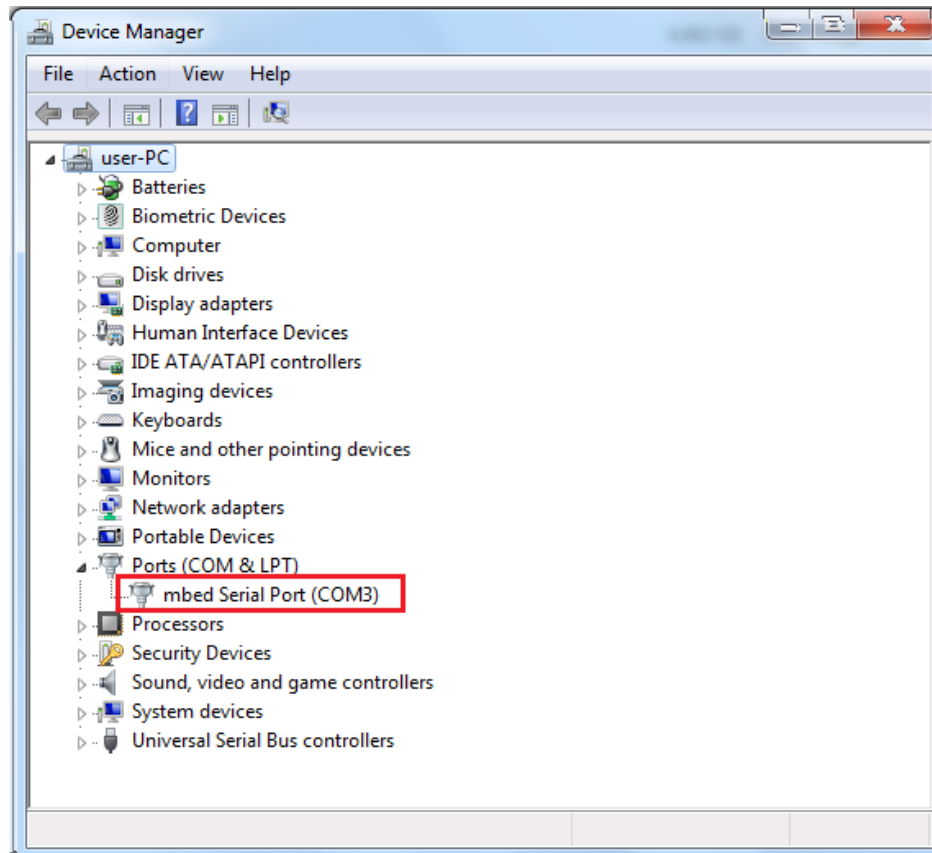 Device Manager
File Action View Help
user-PC
Batteries
Biometric Devices
Computer
Disk drives
Display adapters
Human Interface Devices
IDE ATA/ATAPI controllers
Imaging devices
Keyboards
Mice and other pointing devices
Monitors
Network adapters
Portable Devices
Ports (COM & LPT)
mbed Serial Port (COM3)
Processors
Security Devices
Sound, video and game controllers
System devices
Universal Serial Bus controllers